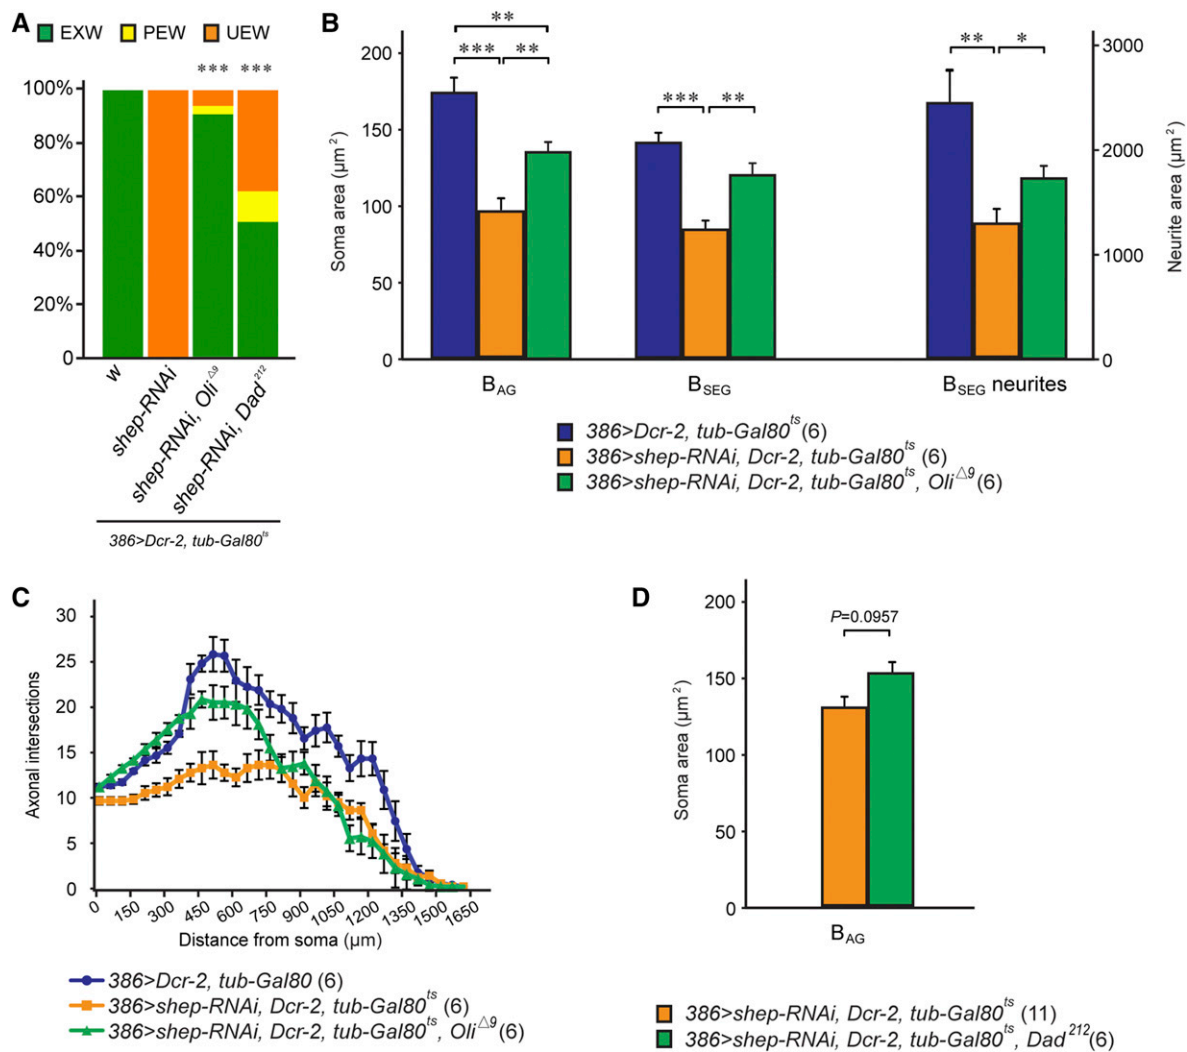 A
EXW PEW UEW
*** ***
100%
80%
60%
40%
20%
0
w
shep-RNAi
shep-RNAi, Oli△9
shep-RNAi, Dad212
386>Dcr-2, tub-Gal80ts
B
**
*** **
*** **
** *
200
150
100
50
0
Soma area (µm2)
3000
2000
1000
0
Neurite area (µm2)
BAG BSEG BSEG neurites
386>Dcr-2, tub-Gal80ts (6)
386>shep-RNAi, Dcr-2, tub-Gal80ts (6)
386>shep-RNAi, Dcr-2, tub-Gal80ts, Oli△9 (6)
C
30
25
20
15
10
5
0
Axonal intersections
0 150 300 450 600 750 900 1050 1200 1350 1500 1650
Distance from soma (µm)
386>Dcr-2, tub-Gal80 (6)
386>shep-RNAi, Dcr-2, tub-Gal80ts (6)
386>shep-RNAi, Dcr-2, tub-Gal80ts, Oli△9 (6)
D
P=0.0957
200
150
100
50
0
Soma area (µm2)
BAG
386>shep-RNAi, Dcr-2, tub-Gal80ts (11)
386>shep-RNAi, Dcr-2, tub-Gal80ts, Dad212(6)